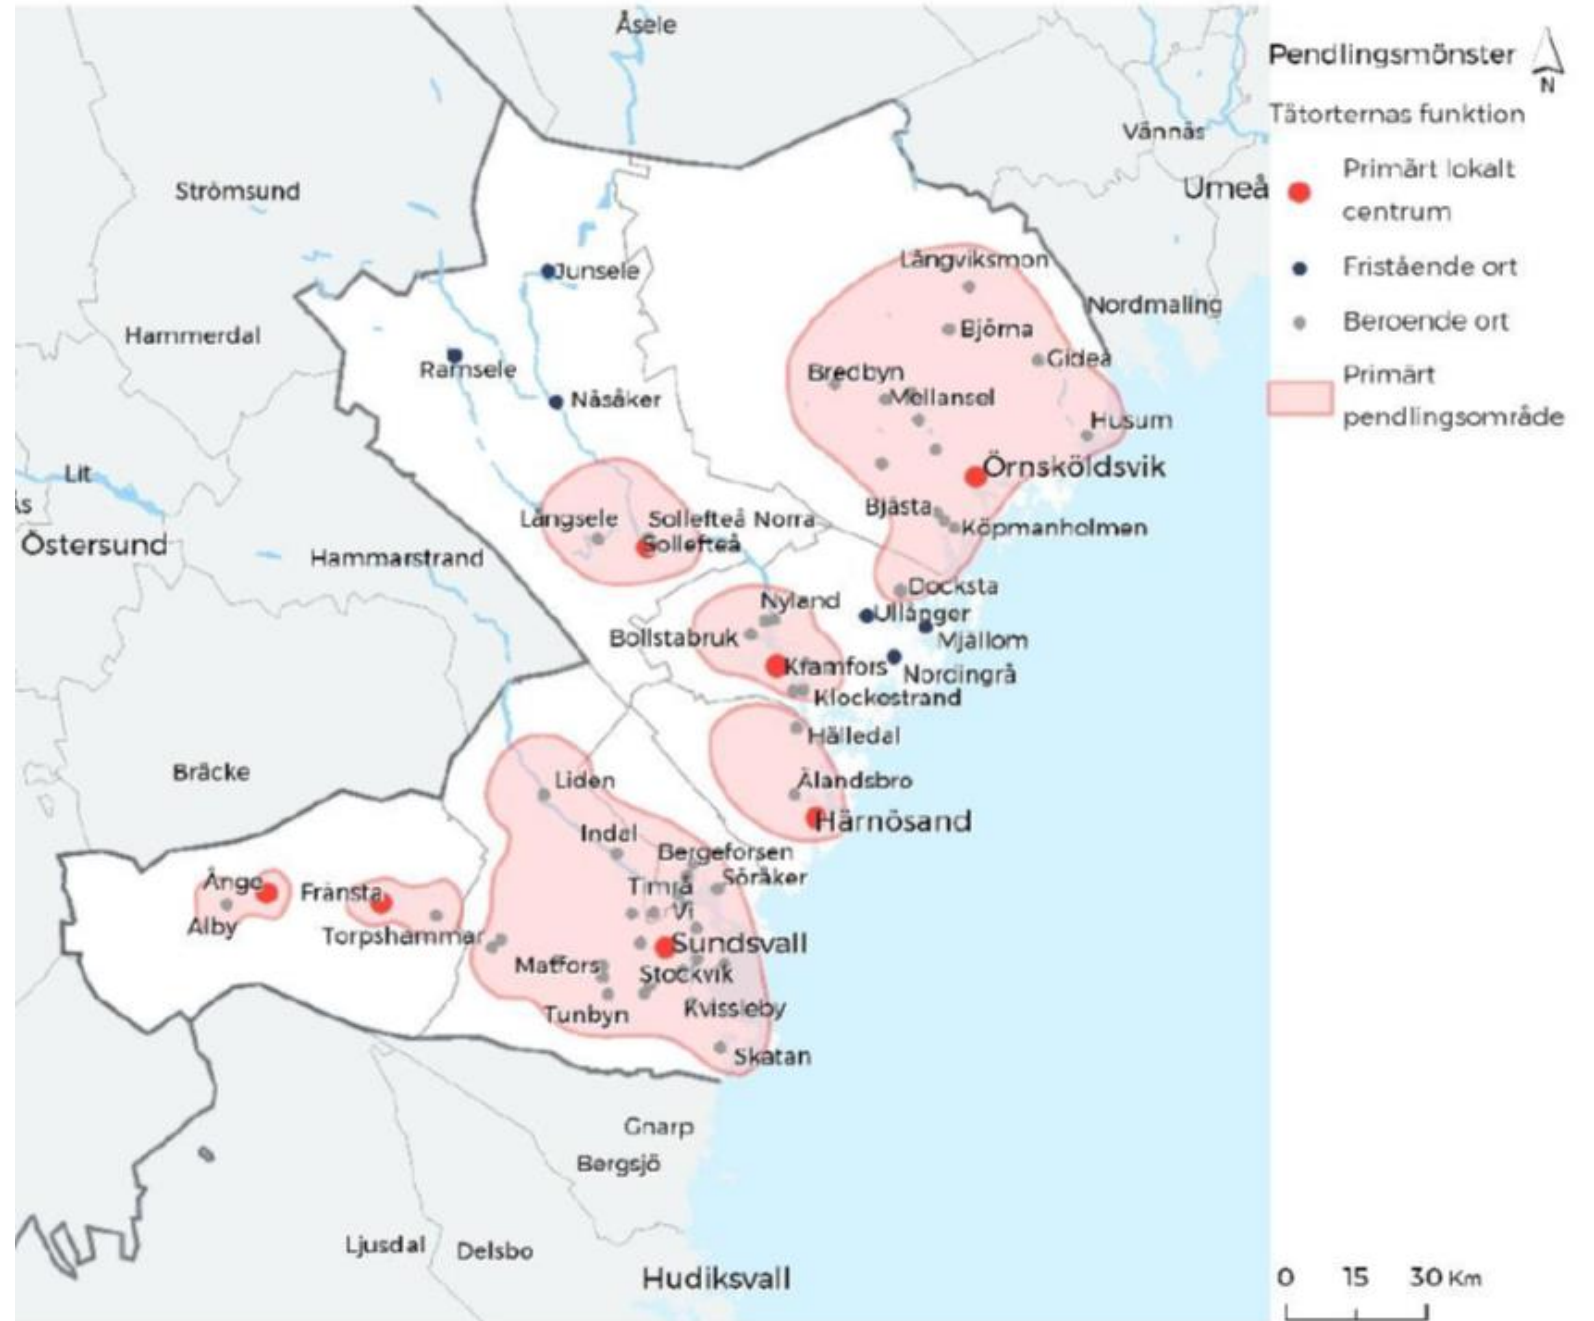 Åsele
Pendlingsmönster
N
Tätorternas funktion
Vännäs
Primärt lokalt
centrum
Strömsund
Umeå
Fristående ort
Långviksmon
Junsele
Nordmaling
Beroende ort
Hammerdal
Björna
Gideå
Ramsele
Bredbyn
Primärt
pendlingsområde
Näsåker
Mellansel
Husum
Lit
Örnsköldsvik
Långsele
Sollefteå Norra
Bjästa
Köpmanholmen
Östersund
Hammarstrand
Sollefteå
Docksta
Nyland
Ullånger
Bollstabruk
Mjällom
Kramfors
Nordingrå
Klockestrand
Hälledal
Bräcke
Liden
Älandsbro
Härnösand
Indal
Bergeforsen
Ånge
Fränsta
Timrå
Söråker
Alby
Torpshammar
Vi
Sundsvall
Matfors
Stockvik
Tunbyn
Kvissleby
Skatan
Gnarp
Bergsjö
Ljusdal
Delsbo
Hudiksvall
0 15 30 Km